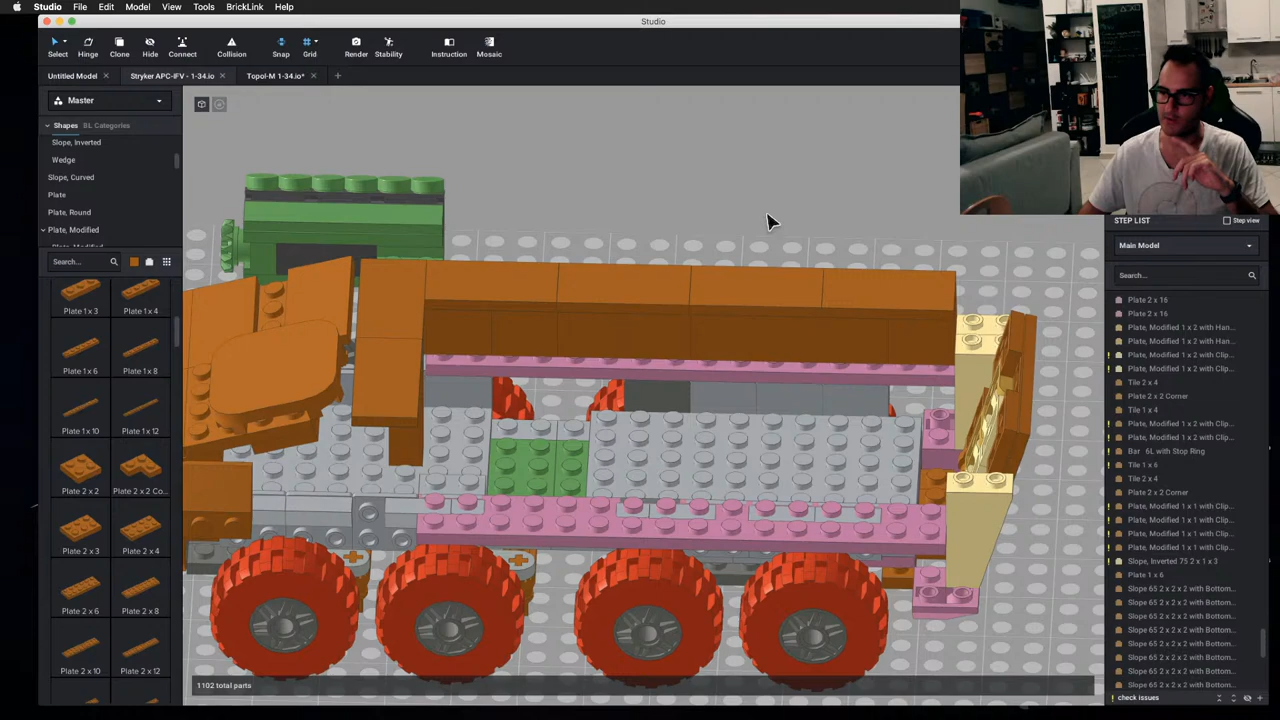 Studio File Edit Model View Tools BrickLink Help
Studio
Select Hinge Clone Hide Connect Collision Snap Grid Render Stability Instruction Mosaic
Untitled Model Stryker APC-IFV - 1-34.io Topol-M 1-34.io*
Master
Shapes BL Categories
Slope, Inverted
Wedge
Slope, Curved
Plate
Plate, Round
Plate, Modified
Search...
Plate 1 x 3 Plate 1 x 4
Plate 1 x 6 Plate 1 x 8
Plate 1 x 10 Plate 1 x 12
Plate 2 x 2 Plate 2 x 2 Co...
Plate 2 x 3 Plate 2 x 4
Plate 2 x 6 Plate 2 x 8
Plate 2 x 10 Plate 2 x 12
1102 total parts
STEP LIST Step view
Main Model
Search...
Plate 2 x 16
Plate 2 x 16
Plate, Modified 1 x 2 with Han...
Plate, Modified 1 x 2 with Han...
Plate, Modified 1 x 2 with Clip...
Plate, Modified 1 x 2 with Clip...
Tile 2 x 4
Plate 2 x 2 Corner
Tile 1 x 4
Plate, Modified 1 x 2 with Clip...
Plate, Modified 1 x 2 with Clip...
Bar 6L with Stop Ring
Tile 1 x 6
Tile 2 x 4
Plate 2 x 2 Corner
Plate, Modified 1 x 1 with Clip...
Plate, Modified 1 x 1 with Clip...
Plate, Modified 1 x 1 with Clip...
Plate, Modified 1 x 1 with Clip...
Slope, Inverted 75 2 x 1 x 3
Plate 1 x 6
Slope 65 2 x 2 x 2 with Bottom...
Slope 65 2 x 2 x 2 with Bottom...
Slope 65 2 x 2 x 2 with Bottom...
Slope 65 2 x 2 x 2 with Bottom...
Slope 65 2 x 2 x 2 with Bottom...
Slope 65 2 x 2 x 2 with Bottom...
Slope 65 2 x 2 x 2 with Bottom...
Slope 65 2 x 2 x 2 with Bottom...
check issues